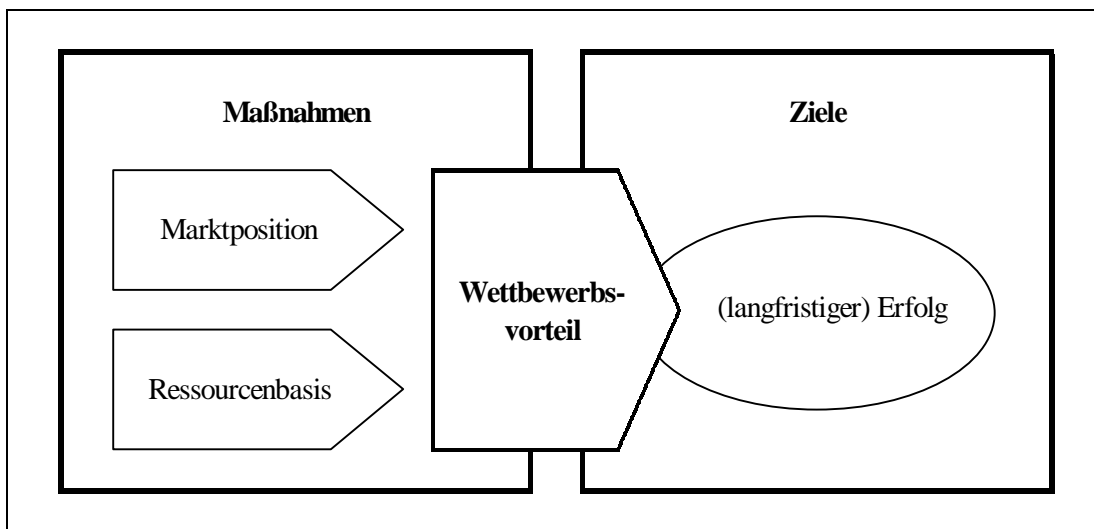 Maßnahmen
Marktposition
Ressourcenbasis
Wettbewerbs-
vorteil
Ziele
(langfristiger) Erfolg